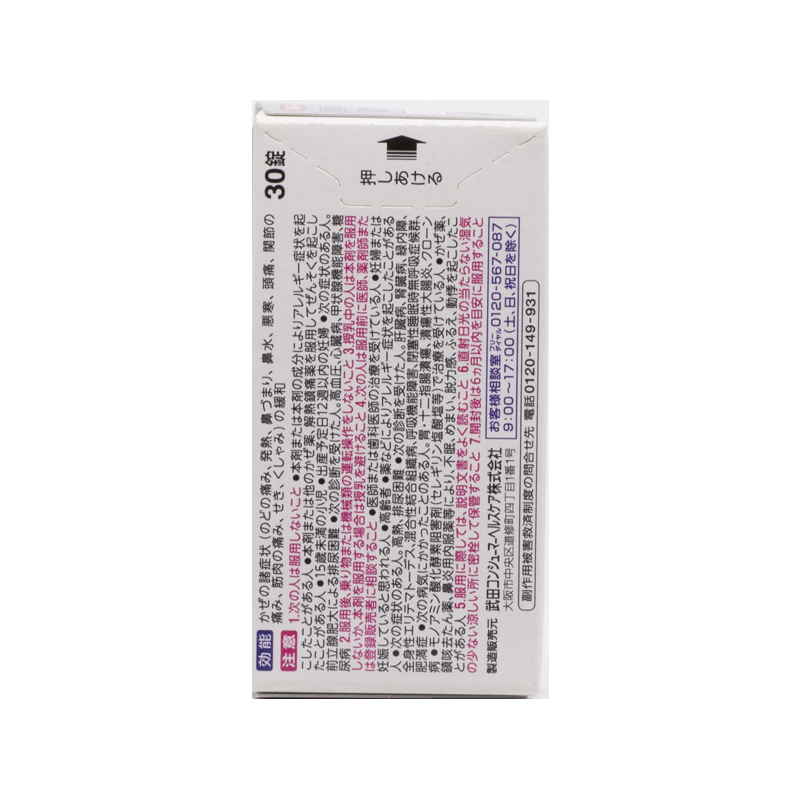 効能 かぜの諸症状（のどの痛み、発熱、鼻づまり、鼻水、悪寒、頭痛、関節の
痛み、筋肉の痛み、せき、くしゃみ）の緩和
30錠
注意 1.次の人は服用しないこと ●本剤または本剤の成分によりアレルギー症状を起
こしたことがある人 ●本剤または他のかぜ薬、解熱鎮痛薬を服用してぜんそくを起こし
たことがある人 ●15歳未満の小児 ●出産予定日12週以内の妊婦 ●次の症状のある人。
前立腺肥大による排尿困難 ●次の診断を受けた人。高血圧、心臓病、甲状腺機能障害、糖
尿病 2.服用後、乗り物または機械類の運転操作をしないこと 3.授乳中の人は本剤を服用
しないか、本剤を服用する場合は授乳を避けること 4.次の人は服用前に医師、薬剤師また
は登録販売者に相談すること ●医師または歯科医師の治療を受けている人 ●妊婦または
妊娠していると思われる人 ●高齢者 ●薬などによりアレルギー症状を起こしたことがある
人 ●次の症状のある人。高熱、排尿困難 ●次の診断を受けた人。肝臓病、腎臓病、緑内障、
全身性エリテマトーデス、混合性結合組織病、呼吸機能障害、閉塞性睡眠時無呼吸症候群、
肥満症 ●次の病気にかかったことのある人。胃・十二指腸潰瘍、潰瘍性大腸炎、クローン
病 ●モノアミン酸化酵素阻害剤（セレギリン塩酸塩等）で治療を受けている人 ●かぜ薬、
鎮咳去たん薬、鼻炎用内服薬等により、不眠、めまい、脱力感、ふるえ、動悸を起こしたこ
とがある人 5.服用に際しては、説明文書をよく読むこと 6.直射日光の当たらない湿気
の少ない涼しい所に密栓して保管すること 7.開封後は6ヵ月以内を目安に服用すること
製造販売元 武田コンシューマーヘルスケア株式会社
大阪市中央区道修町四丁目1番1号
お客様相談室 フリーダイヤル 0120-567-087
9:00～17:00（土、日、祝日を除く）
副作用被害救済制度の問合せ先 電話0120-149-931
押しあける